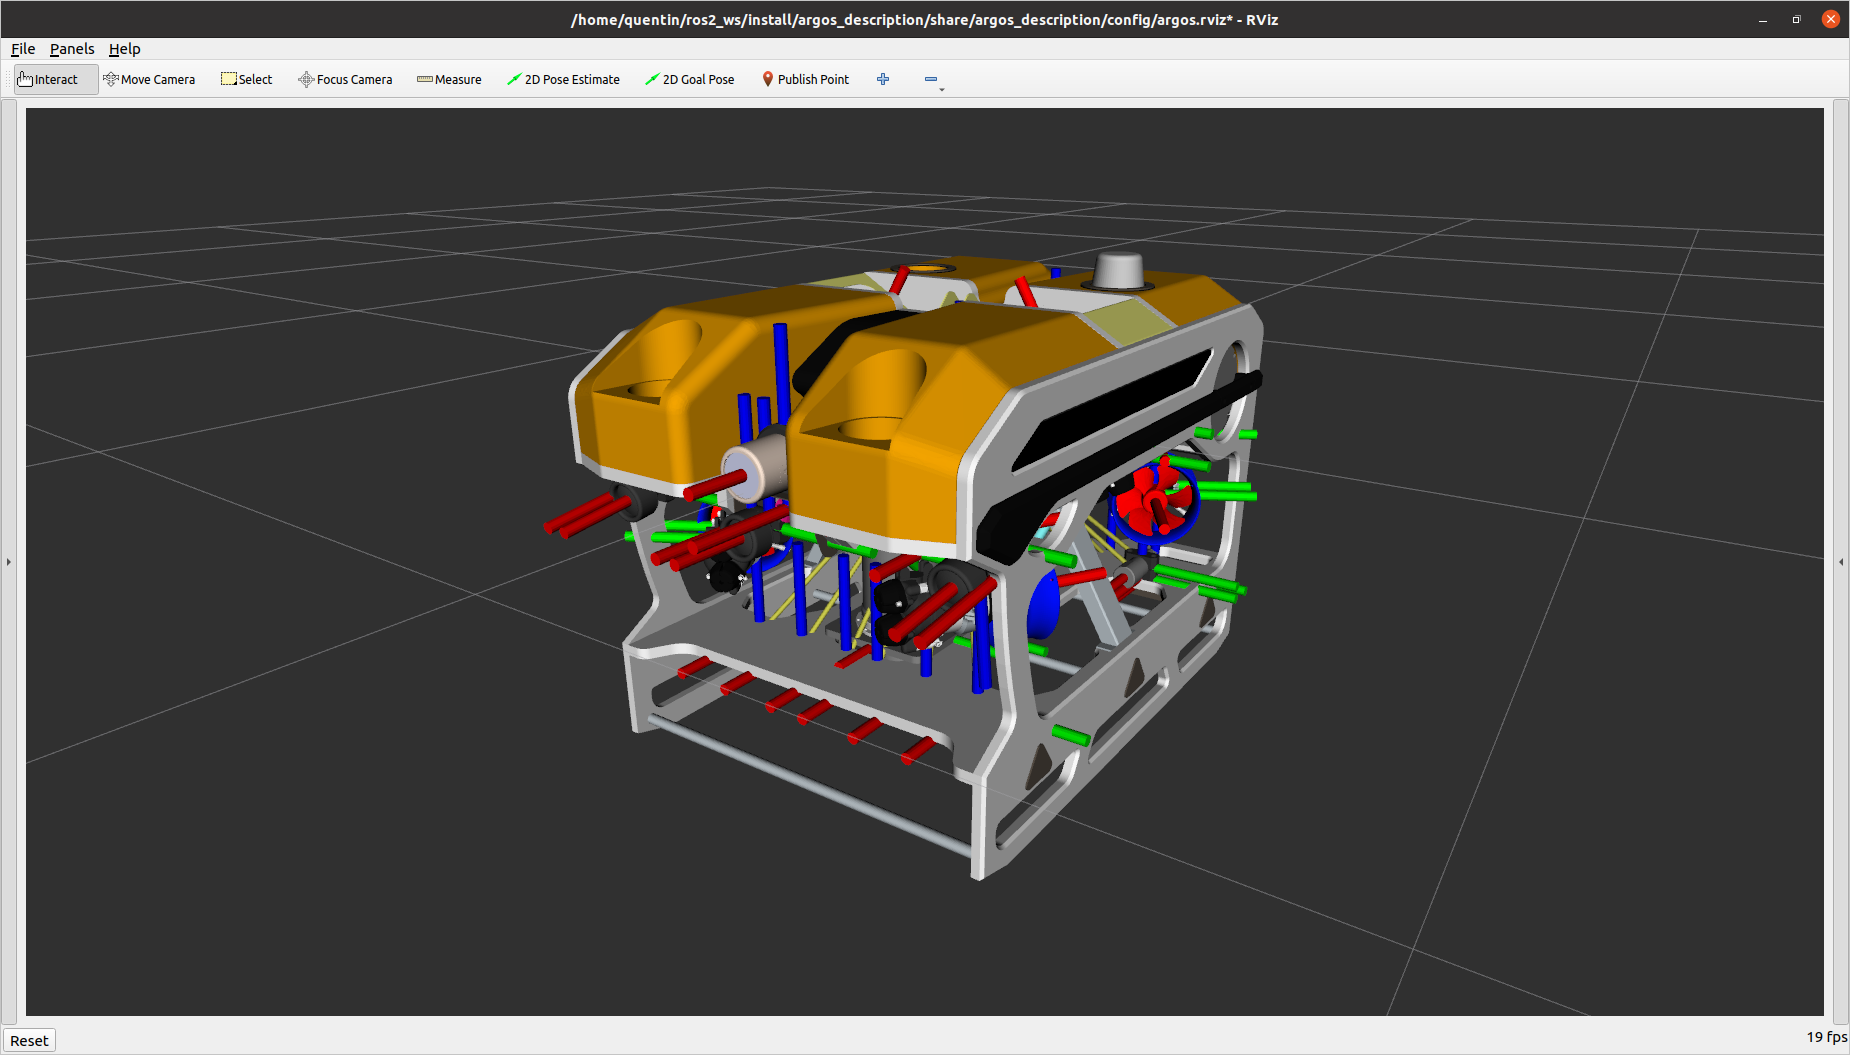 /home/quentin/ros2_ws/install/argos_description/share/argos_description/config/argos.rviz* - RViz
File Panels Help
Interact Move Camera Select Focus Camera Measure 2D Pose Estimate 2D Goal Pose Publish Point
Reset 19 fps